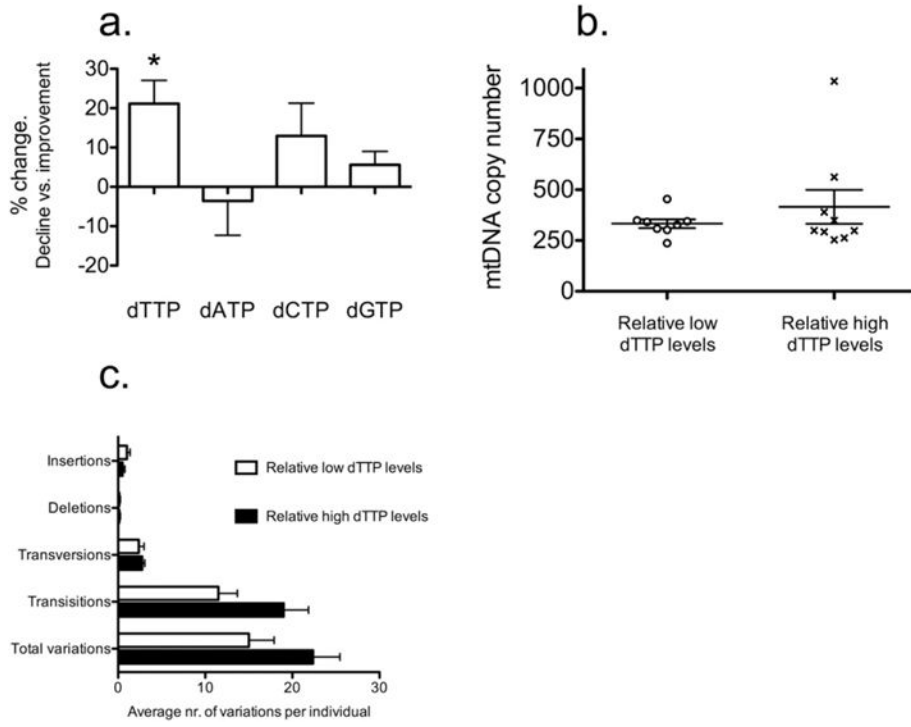 a.
*
30
20
10
0
-10
-20
% change.
Decline vs. improvement
dTTP dATP dCTP dGTP
b.
1000
750
500
250
0
mtDNA copy number
Relative low
dTTP levels
Relative high
dTTP levels
c.
Insertions
Deletions
Transversions
Transisitions
Total variations
Relative low dTTP levels
Relative high dTTP levels
0 10 20 30
Average nr. of variations per individual